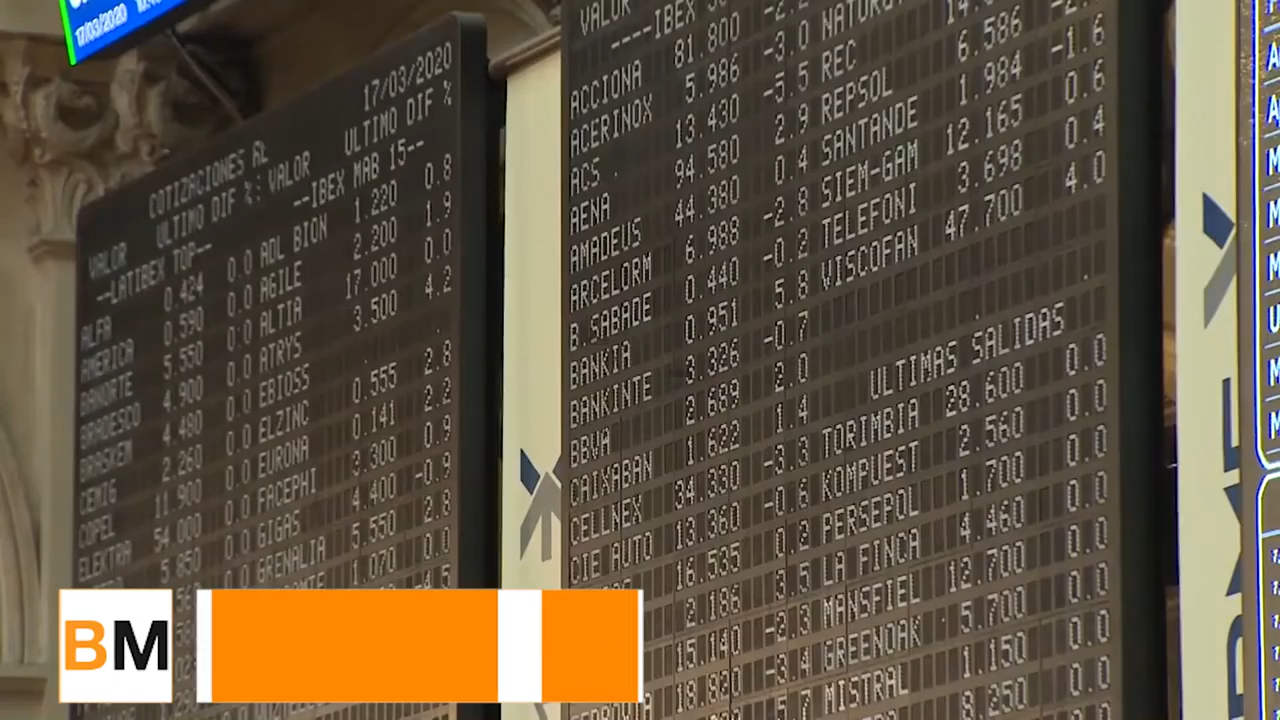 17/03/2020
17/03/2020
COTIZACIONES AL
VALOR ULTIMO DIF %: VALOR ULTIMO DIF %
--LATIBEX TOP-- --IBEX MAB 15--
ALFA 0.424 0.0 ADL BION 1.220 0.8
AMERICA 0.590 0.0 AGILE 2.200 1.9
BANORTE 5.550 0.0 ALTIA 17.000 0.0
BRADESCO 4.900 0.0 ATRYS 3.500 4.2
BRASKEM 4.480 0.0 EBIOSS
CEMIG 2.260 0.0 ELZINC 0.555 2.8
COPEL 11.900 0.0 EURONA 0.141 2.2
ELEKTRA 54.000 0.0 FACEPHI 3.300 0.9
5.850 0.0 GIGAS 4.400 -0.9
GRENALIA 5.550 2.8
1.070 0.0
VALOR
----IBEX
ACCIONA 81.800
ACERINOX 5.986 -3.0 NATURGY
ACS 13.430 -5.5 REC
AENA 94.580 2.9 REPSOL 6.586
AMADEUS 44.380 0.4 SANTANDE 1.984 -1.6
ARCELORM 6.988 -2.8 SIEM-GAM 12.165 0.6
B.SABADE 0.440 -0.2 TELEFONI 3.698 0.4
BANKIA 0.951 5.8 VISCOFAN 47.700 4.0
BANKINTE 3.326 -0.7
BBVA 2.689 2.0 ULTIMAS SALIDAS
CAIXABAN 1.622 1.4 TORIMBIA 28.600 0.0
CELLNEX 34.330 -3.3 KOMPUEST 2.560 0.0
CIE AUTO 13.360 -0.6 PERSEPOL 1.700 0.0
16.535 0.2 LA FINCA 4.460 0.0
2.186 3.5 MANSFIEL 12.700 0.0
15.140 -2.3 GREENOAK 5.700 0.0
18.820 -3.4 MISTRAL 1.150 0.0
8.250 0.0
BM